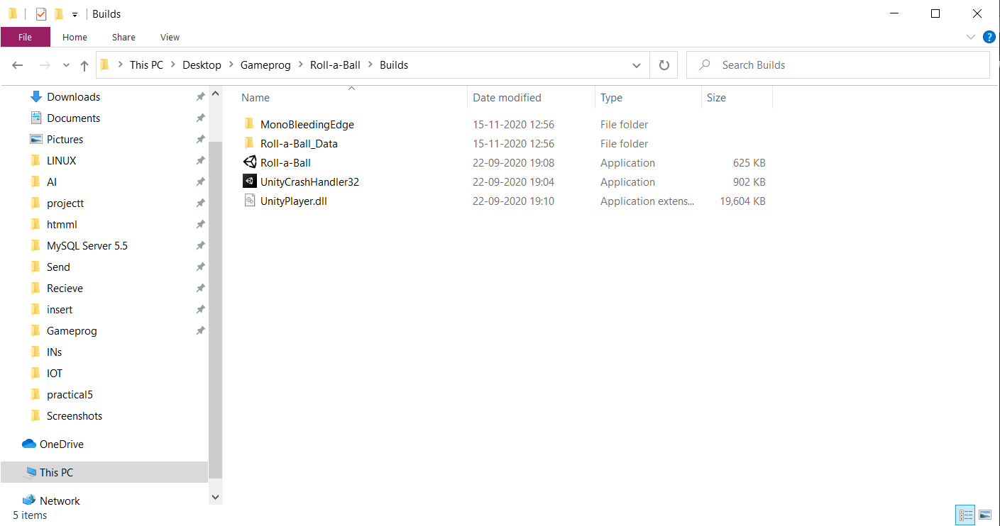 Builds
File Home Share View
This PC Desktop Gameprog Roll-a-Ball Builds Search Builds
Downloads
Documents
Pictures
LINUX
AI
projectt
htmml
MySQL Server 5.5
Send
Recieve
insert
Gameprog
INs
IOT
practical5
Screenshots
OneDrive
This PC
Network
Name Date modified Type Size
MonoBleedingEdge 15-11-2020 12:56 File folder
Roll-a-Ball_Data 15-11-2020 12:56 File folder
Roll-a-Ball 22-09-2020 19:08 Application 625 KB
UnityCrashHandler32 22-09-2020 19:04 Application 902 KB
UnityPlayer.dll 22-09-2020 19:10 Application extens... 19,604 KB
5 items